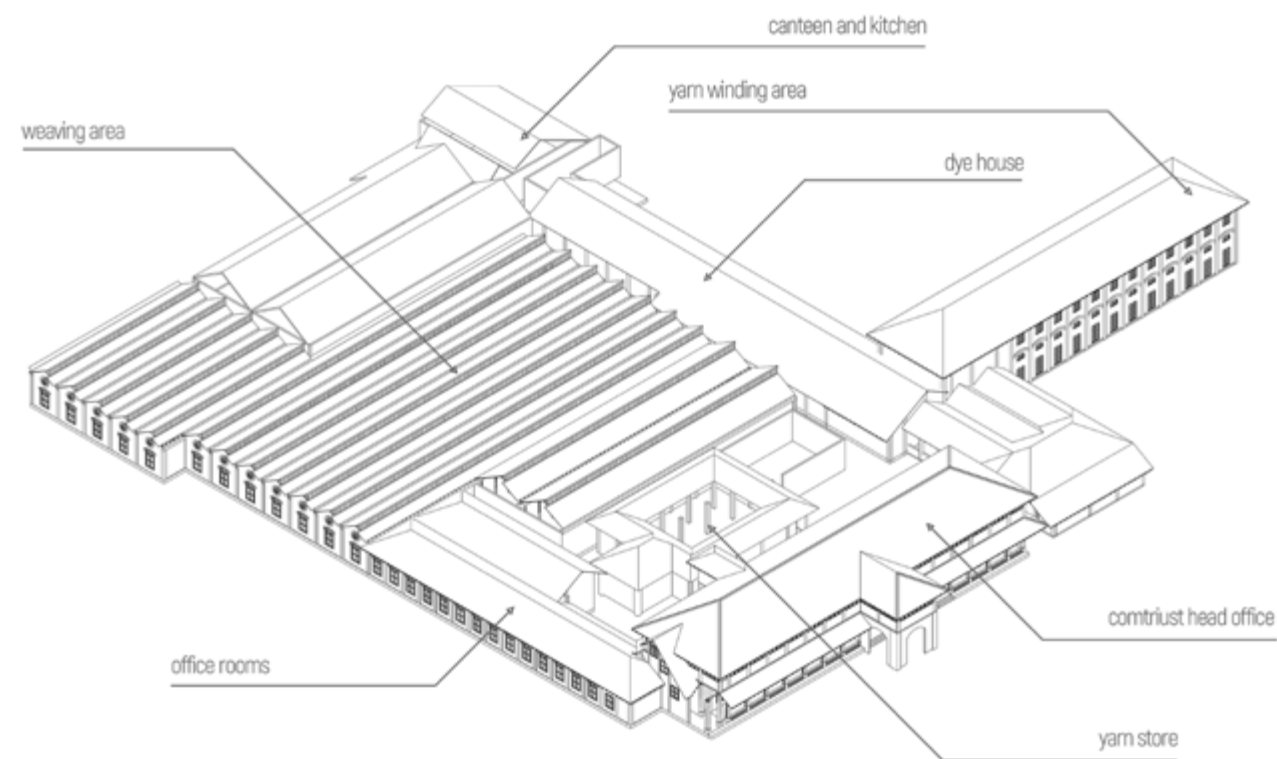 canteen and kitchen
yarn winding area
weaving area
dye house
comtriust head office
office rooms
yarn store